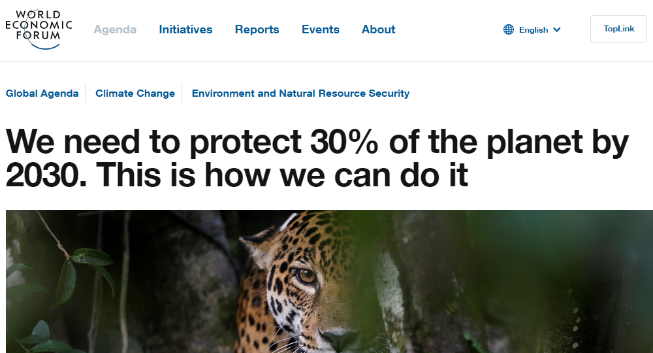 WORLD
ECONOMIC
FORUM
Agenda Initiatives Reports Events About English TopLink
Global Agenda Climate Change Environment and Natural Resource Security
We need to protect 30% of the planet by
2030. This is how we can do it